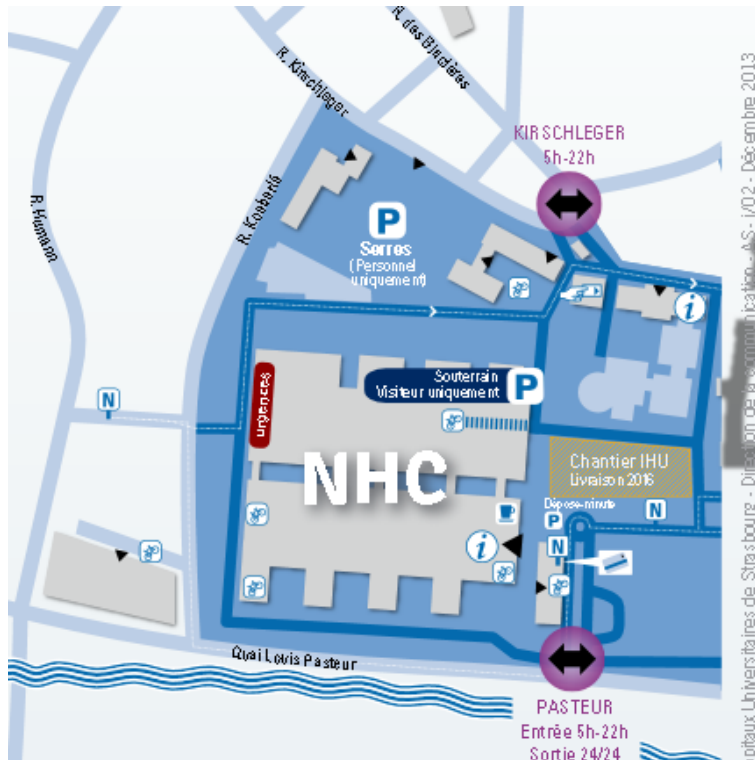 R. des Bluetières
R. Kirschleger
KIRSCHLEGER
5h-22h
R. Koeberlé
R. Humann
P
Serres
(Personnel
uniquement)
i
urgences
Souterrain
Visiteur uniquement
P
N
NHC
Chantier IHU
Livraison 2016
Dépose-minute
P
N
N
i
Quai Louis Pasteur
PASTEUR
Entrée 5h-22h
Sortie 24/24
pitaux Universitaires de Strasbourg - Direction de la communication - AS - i/02 - Décembre 2013